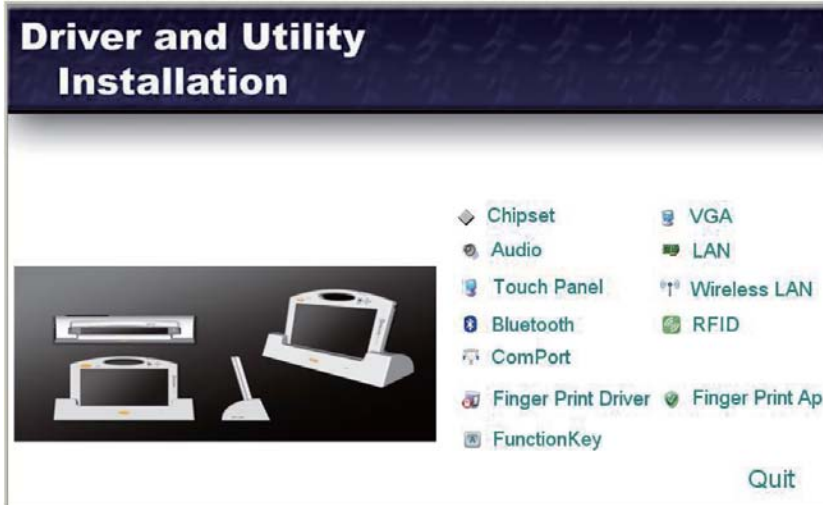 Driver and Utility
Installation
Chipset
VGA
Audio
LAN
Touch Panel
Wireless LAN
Bluetooth
RFID
ComPort
Finger Print Driver
Finger Print Ap
FunctionKey
Quit